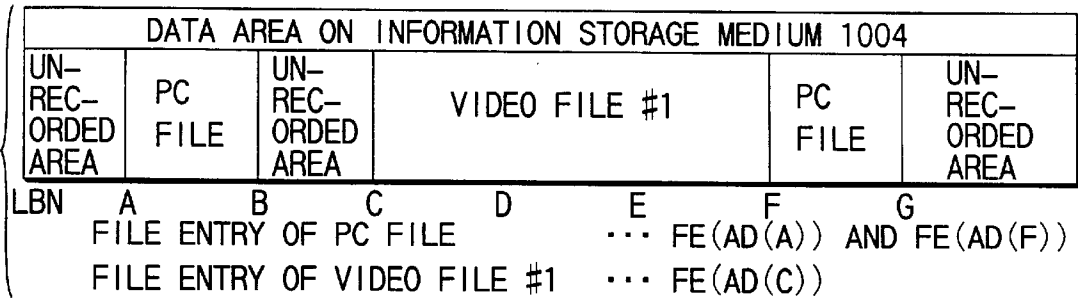 DATA AREA ON INFORMATION STORAGE MEDIUM 1004
UN-
REC-
ORDED
AREA
PC
FILE
UN-
REC-
ORDED
AREA
VIDEO FILE #1
PC
FILE
UN-
REC-
ORDED
AREA
LBN A B C D E F G
FILE ENTRY OF PC FILE ··· FE(AD(A)) AND FE(AD(F))
FILE ENTRY OF VIDEO FILE #1 ··· FE(AD(C))